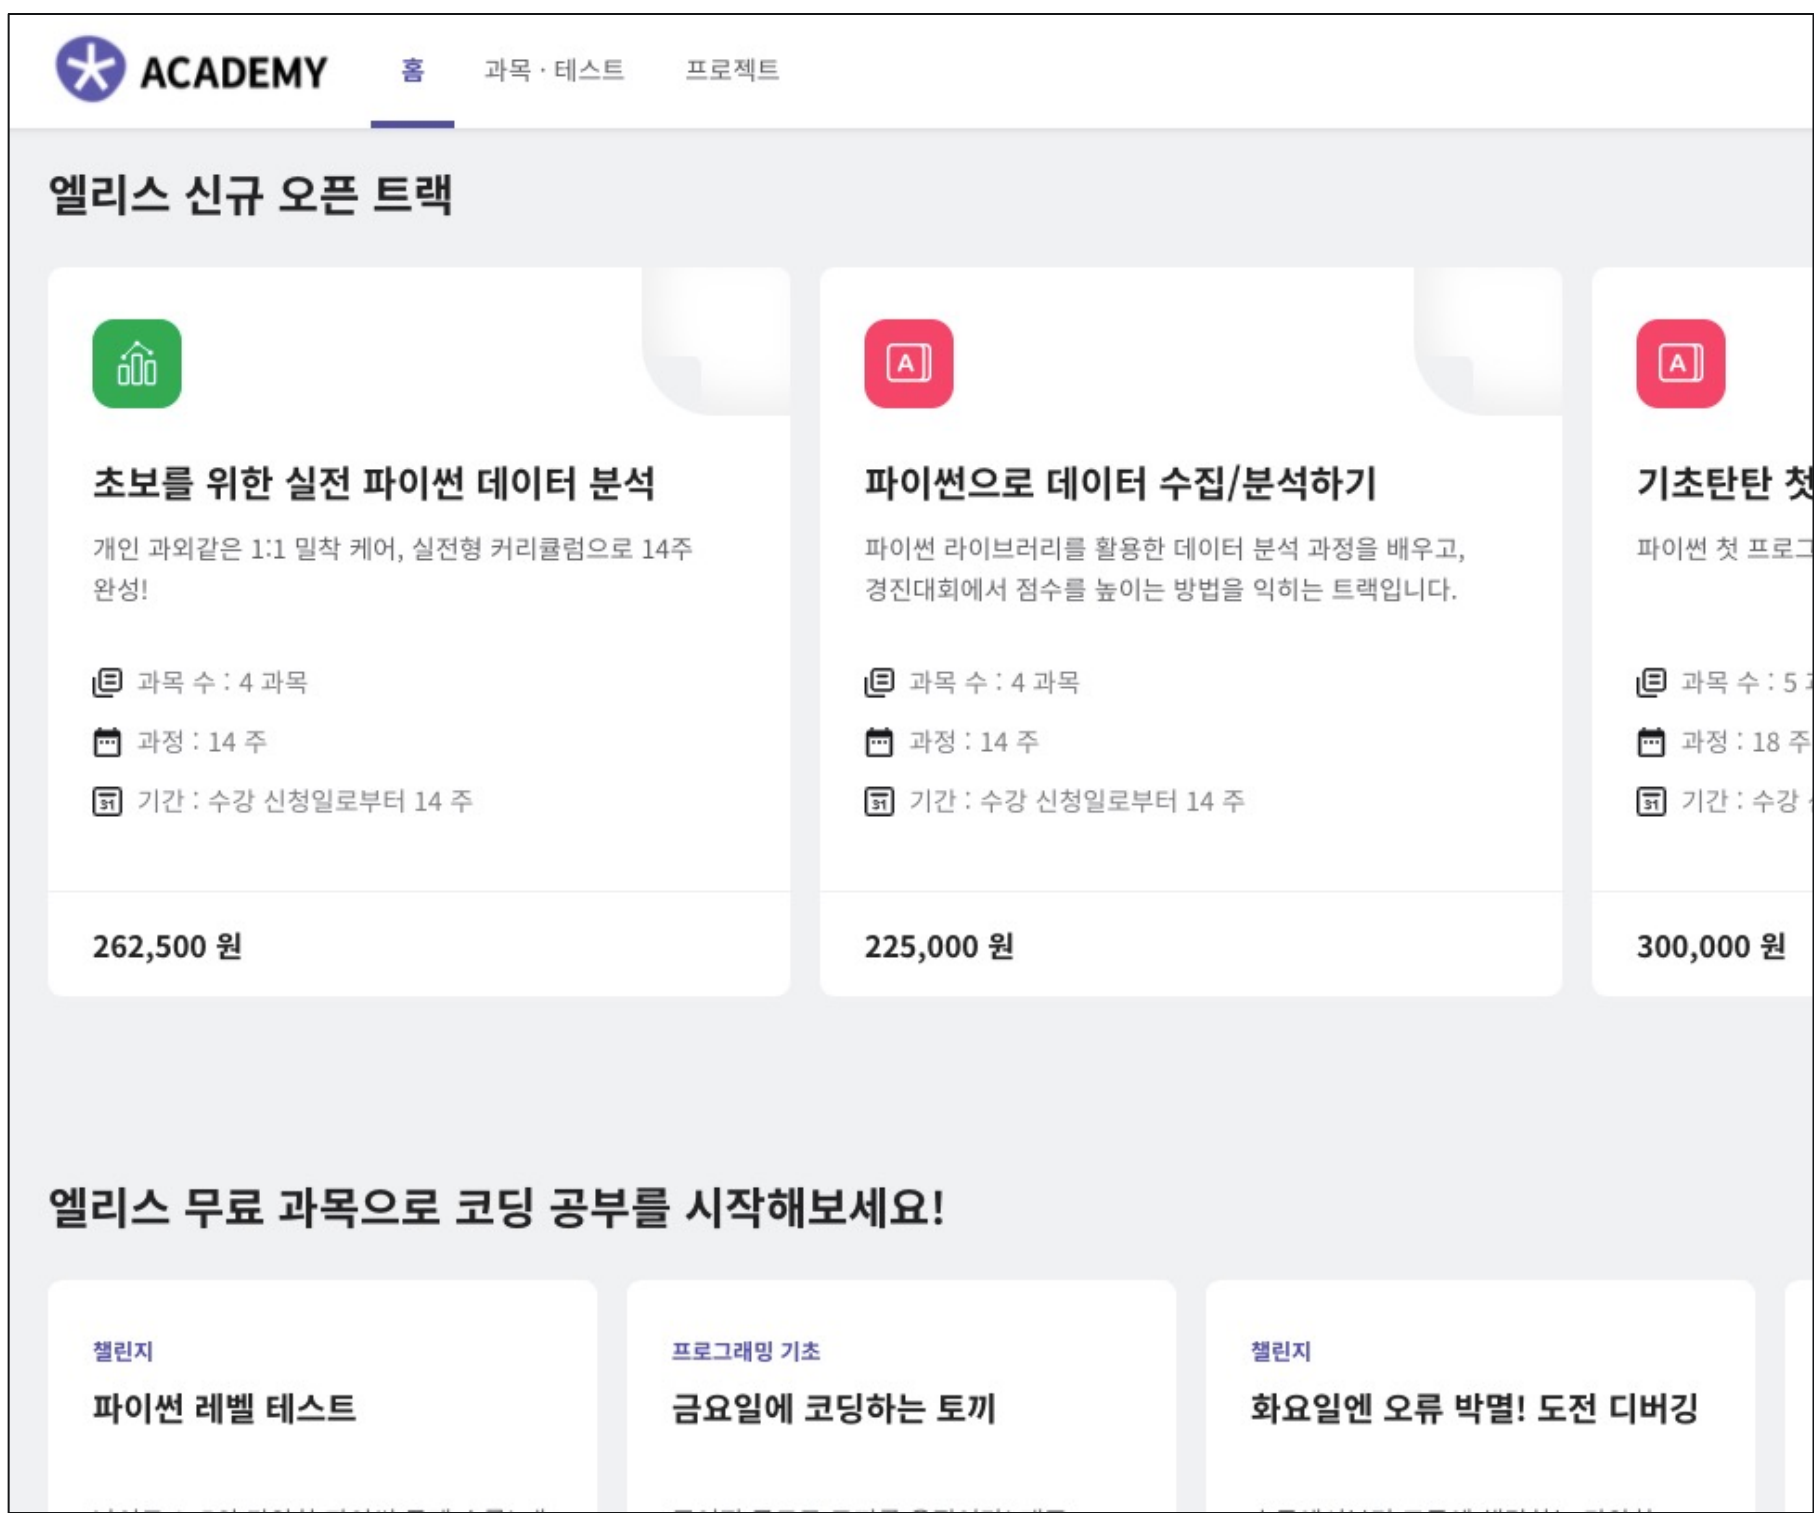 ACADEMY 홈 과목 · 테스트 프로젝트
엘리스 신규 오픈 트랙
초보를 위한 실전 파이썬 데이터 분석
개인 과외같은 1:1 밀착 케어, 실전형 커리큘럼으로 14주
완성!
과목 수 : 4 과목
과정 : 14 주
31 기간 : 수강 신청일로부터 14 주
262,500 원
A
파이썬으로 데이터 수집/분석하기
파이썬 라이브러리를 활용한 데이터 분석 과정을 배우고,
경진대회에서 점수를 높이는 방법을 익히는 트랙입니다.
과목 수 : 4 과목
과정 : 14 주
31 기간 : 수강 신청일로부터 14 주
225,000 원
A
기초탄탄 첫
파이썬 첫 프로그
과목 수 : 5
과정 : 18 주
31 기간 : 수강
300,000 원
엘리스 무료 과목으로 코딩 공부를 시작해보세요!
챌린지
파이썬 레벨 테스트
프로그래밍 기초
금요일에 코딩하는 토끼
챌린지
화요일엔 오류 박멸! 도전 디버깅